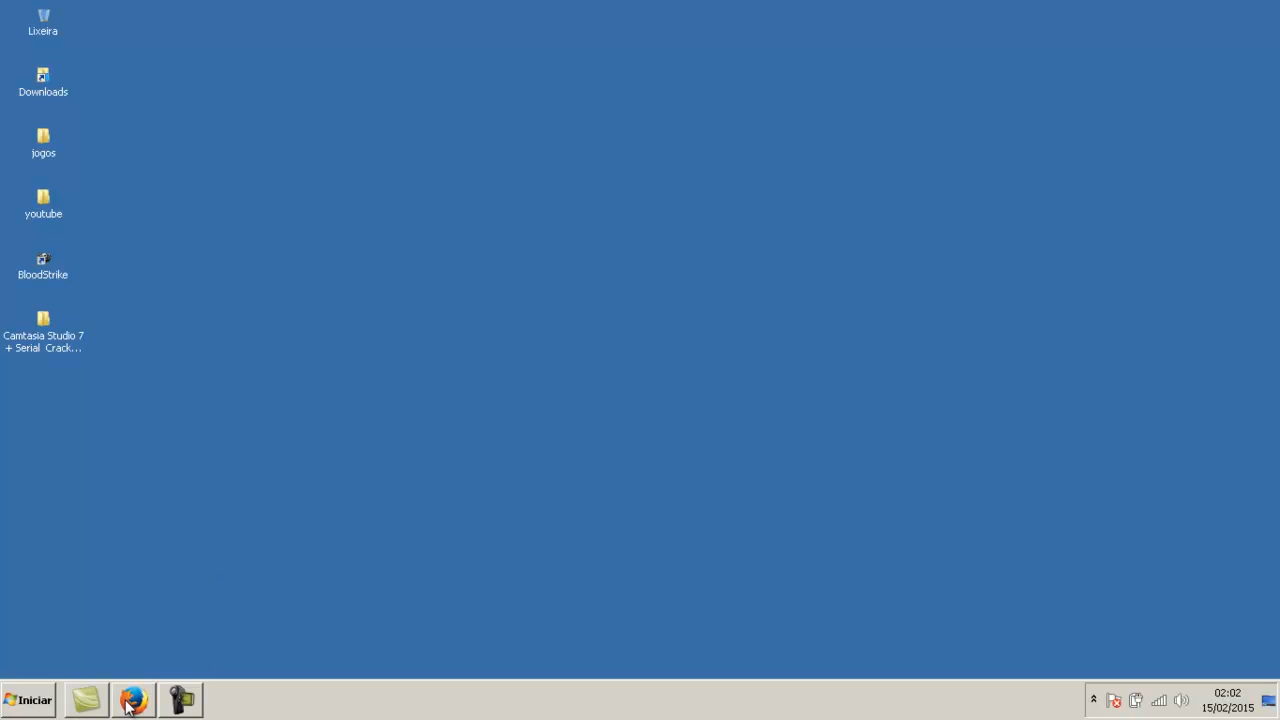 Lixeira
Downloads
jogos
youtube
BloodStrike
Camtasia Studio 7
+ Serial Crack...
Iniciar
02:02
15/02/2015